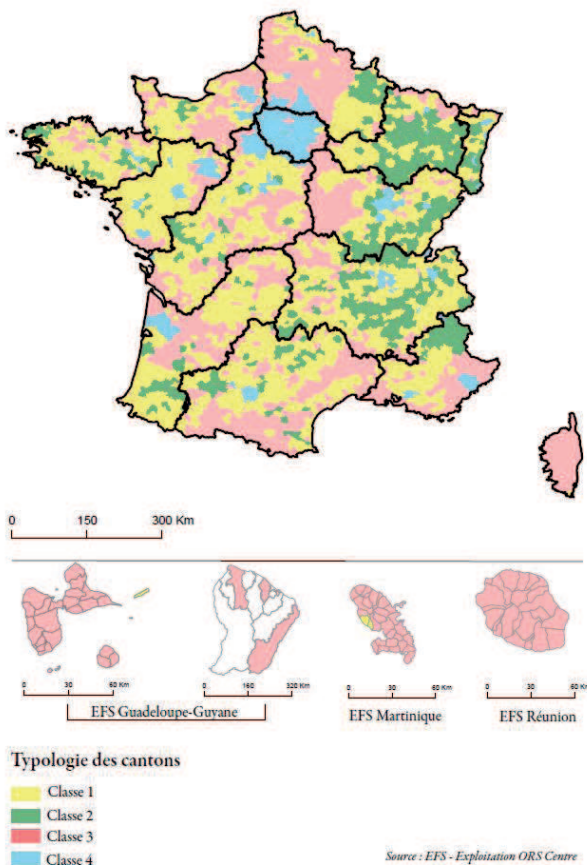 0 150 300 Km
0 30 60 Km
0 160 320 Km
0 30 60 Km
0 30 60 Km
EFS Guadeloupe-Guyane
EFS Martinique
EFS Réunion
Typologie des cantons
Classe 1
Classe 2
Classe 3
Classe 4
Source : EFS - Exploitation ORS Centre